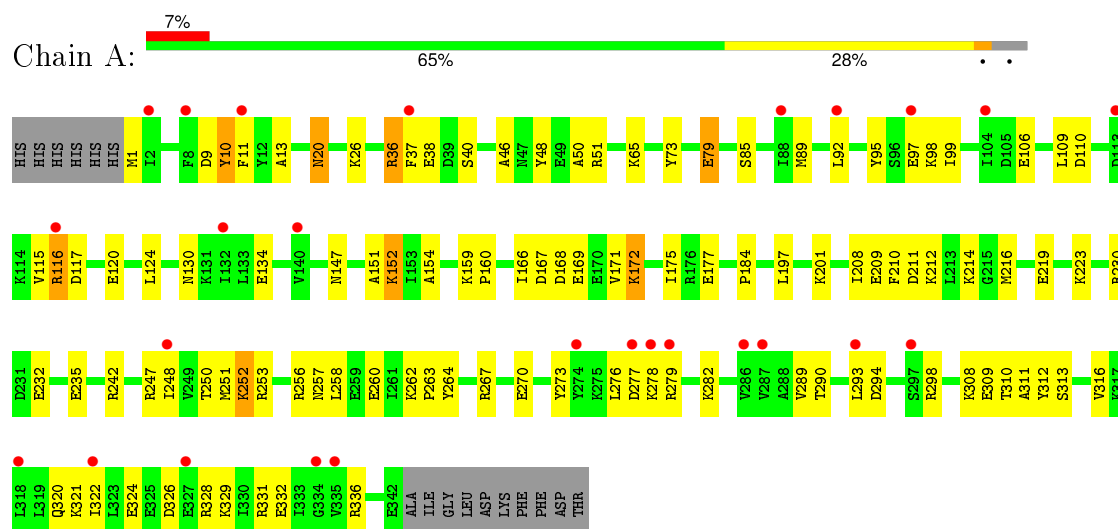 7%
Chain A:
65% 28% • •
HIS HIS HIS HIS HIS HIS M1 I2 F8 D9 Y10 F11 Y12 A13 N20 K26 R36 F37 E38 D39 S40 A46 N47 Y48 E49 A50 R51 K65 Y73 E79 S85 I88 M89 L92 Y95 S96 E97 K98 I99 I104 D105 E106 L109 D110 D113
K114 V115 R116 D117 E120 L124 N130 K131 I132 L133 E134 V140 N147 A151 K152 I153 A154 K159 P160 I166 D167 D168 E169 E170 V171 K172 I175 R176 E177 P184 L197 K201 I208 E209 F210 D211 K212 L213 K214 G215 M216 E219 K223 R230
D231 E232 E235 R242 R247 I248 V249 T250 M251 K252 R253 R256 N257 L258 E259 E260 I261 K262 P263 Y264 R267 E270 Y273 Y274 K275 L276 D277 K278 R279 K282 V286 V287 A288 V289 T290 L293 D294 S297 R298 K308 E309 T310 A311 Y312 S313 V316 K317
L318 L319 Q320 K321 I322 L323 E324 E325 D326 E327 R328 K329 I330 R331 E332 I333 G334 V335 R336 E342 ALA ILE GLY LEU ASP LYS PHE PHE ASP THR